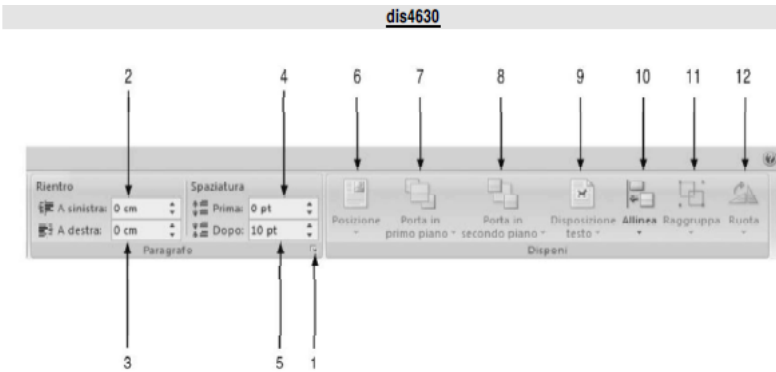 dis4630
2 4 6 7 8 9 10 11 12
Rientro Spaziatura
A sinistra: 0 cm Prima: 0 pt
A destra: 0 cm Dopo: 10 pt
Posizione Porta in primo piano Porta in secondo piano Disposizione testo Allinea Raggruppa Ruota
Paragrafo Disponi
3 5 1